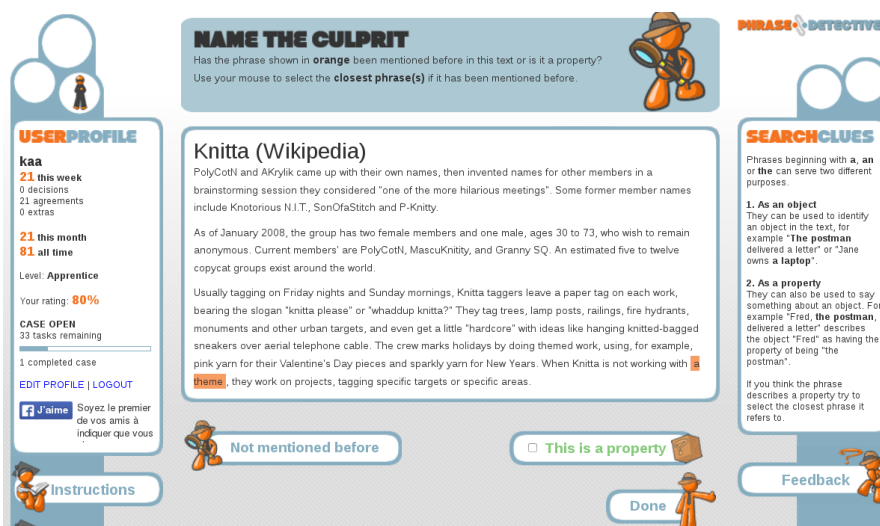 NAME THE CULPRIT
Has the phrase shown in orange been mentioned before in this text or is it a property?
Use your mouse to select the closest phrase(s) if it has been mentioned before.
PHRASE DETECTIVE
USERPROFILE
kaa
21 this week
0 decisions
21 agreements
0 extras
21 this month
81 all time
Level: Apprentice
Your rating: 80%
CASE OPEN
33 tasks remaining
1 completed case
EDIT PROFILE | LOGOUT
J'aime
Soyez le premier
de vos amis à
indiquer que vous
Instructions
Knitta (Wikipedia)
PolyCotN and AKrylik came up with their own names, then invented names for other members in a
brainstorming session they considered "one of the more hilarious meetings". Some former member names
include Knotorious N.I.T., SonOfaStitch and P-Knitty.
As of January 2008, the group has two female members and one male, ages 30 to 73, who wish to remain
anonymous. Current members' are PolyCotN, MascuKnitity, and Granny SQ. An estimated five to twelve
copycat groups exist around the world.
Usually tagging on Friday nights and Sunday mornings, Knitta taggers leave a paper tag on each work,
bearing the slogan "knitta please" or "whaddup knitta?" They tag trees, lamp posts, railings, fire hydrants,
monuments and other urban targets, and even get a little "hardcore" with ideas like hanging knitted-bagged
sneakers over aerial telephone cable. The crew marks holidays by doing themed work, using, for example,
pink yarn for their Valentine's Day pieces and sparkly yarn for New Years. When Knitta is not working with a
theme , they work on projects, tagging specific targets or specific areas.
Not mentioned before
This is a property
Done
SEARCHCLUES
Phrases beginning with a, an
or the can serve two different
purposes.
1. As an object
They can be used to identify
an object in the text, for
example "The postman
delivered a letter" or "Jane
owns a laptop".
2. As a property
They can also be used to say
something about an object. For
example "Fred, the postman,
delivered a letter" describes
the object "Fred" as having the
property of being "the
postman".
If you think the phrase
describes a property try to
select the closest phrase it
refers to.
Feedback